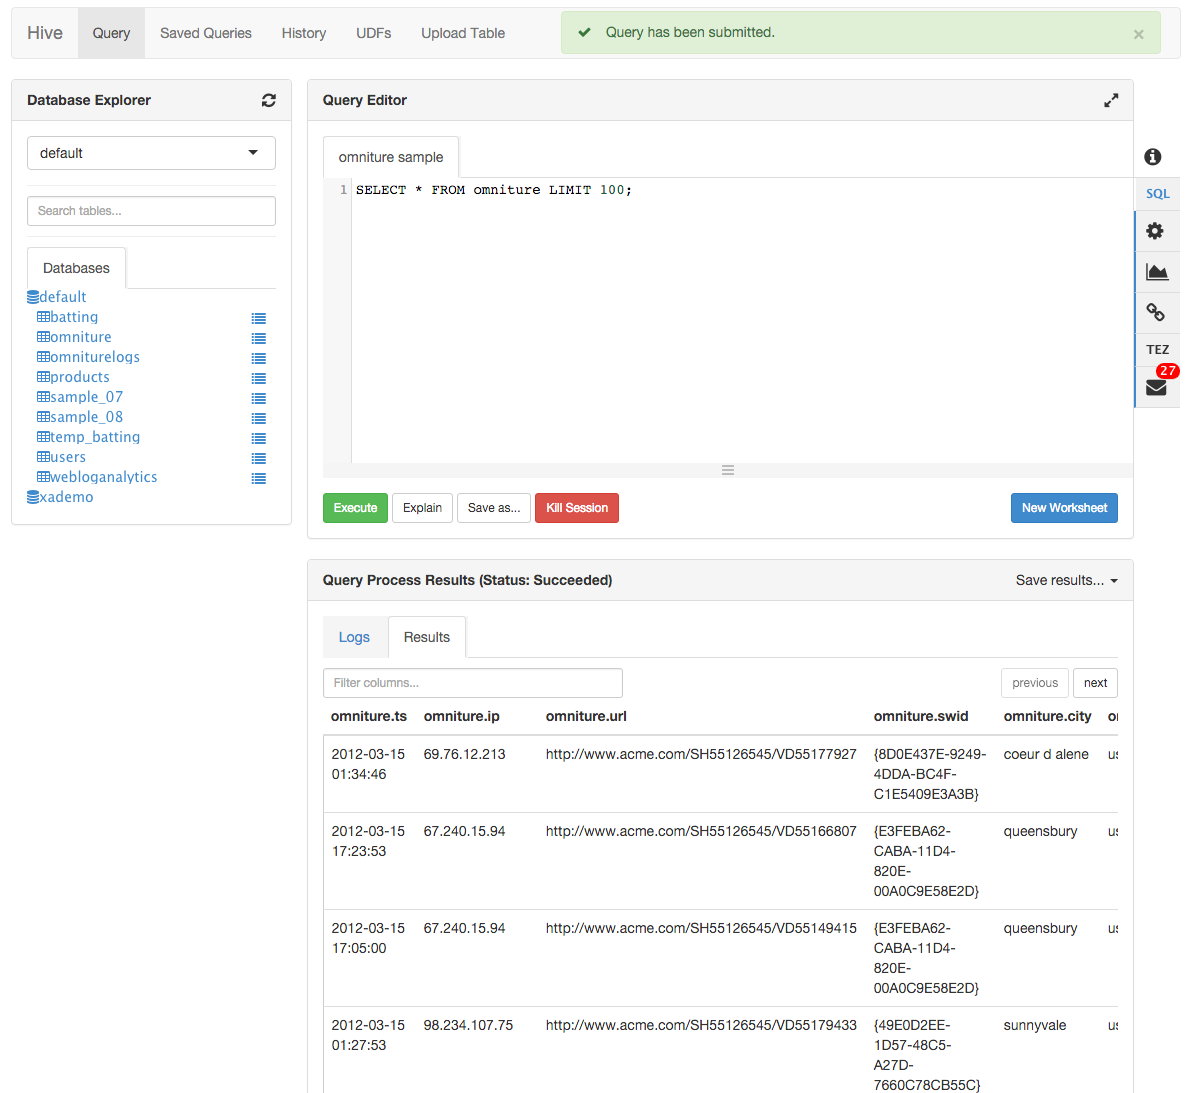 Hive Query Saved Queries History UDFs Upload Table
Query has been submitted. ×
Database Explorer
default
Search tables...
Databases
default
batting
omniture
omniturelogs
products
sample_07
sample_08
temp_batting
users
webloganalytics
xademo
Query Editor
omniture sample
1 SELECT * FROM omniture LIMIT 100;
Execute Explain Save as... Kill Session New Worksheet
SQL
TEZ
27
Query Process Results (Status: Succeeded) Save results...
Logs Results
Filter columns... previous next
omniture.ts omniture.ip omniture.url omniture.swid omniture.city
2012-03-15 69.76.12.213 http://www.acme.com/SH55126545/VD55177927 {8D0E437E-9249- coeur d alene us
01:34:46 4DDA-BC4F-
C1E5409E3A3B}
2012-03-15 67.240.15.94 http://www.acme.com/SH55126545/VD55166807 {E3FEBA62- queensbury us
17:23:53 CABA-11D4-
820E-
00A0C9E58E2D}
2012-03-15 67.240.15.94 http://www.acme.com/SH55126545/VD55149415 {E3FEBA62- queensbury us
17:05:00 CABA-11D4-
820E-
00A0C9E58E2D}
2012-03-15 98.234.107.75 http://www.acme.com/SH55126545/VD55179433 {49E0D2EE- sunnyvale us
01:27:53 1D57-48C5-
A27D-
7660C78CB55C}